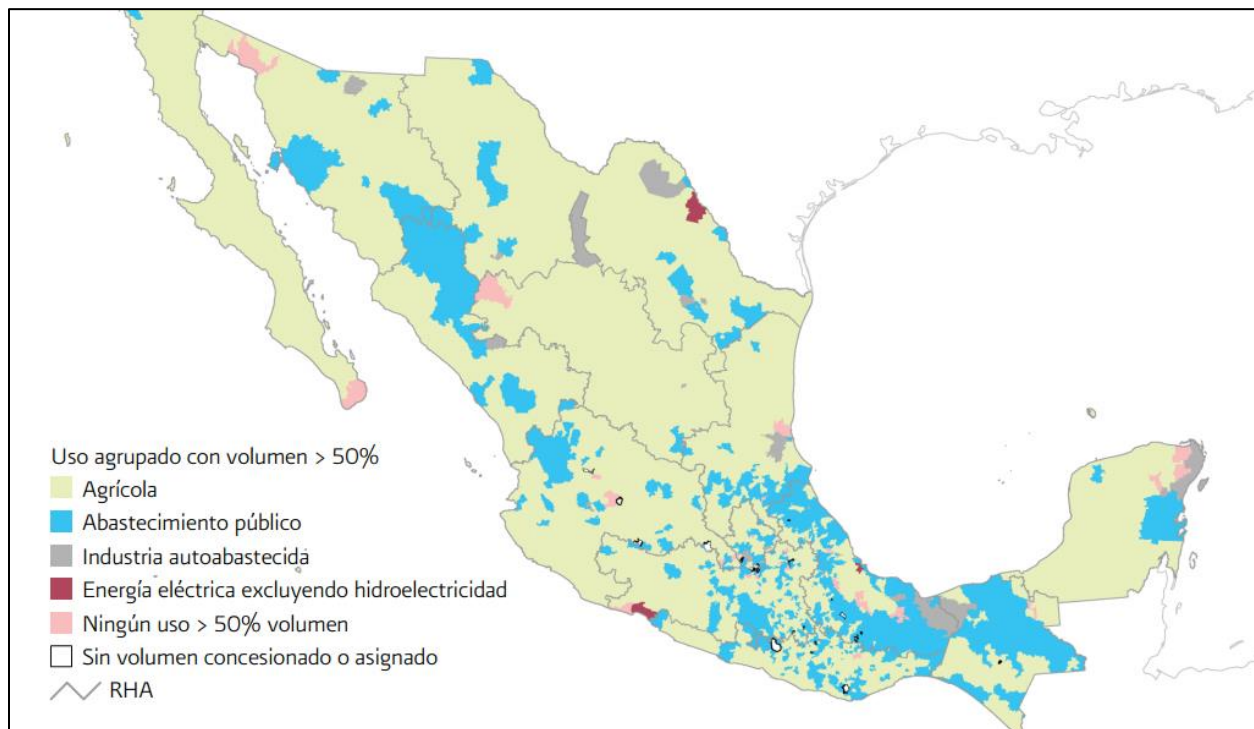 Uso agrupado con volumen > 50%
Agrícola
Abastecimiento público
Industria autoabastecida
Energía eléctrica excluyendo hidroelectricidad
Ningún uso > 50% volumen
Sin volumen concesionado o asignado
RHA